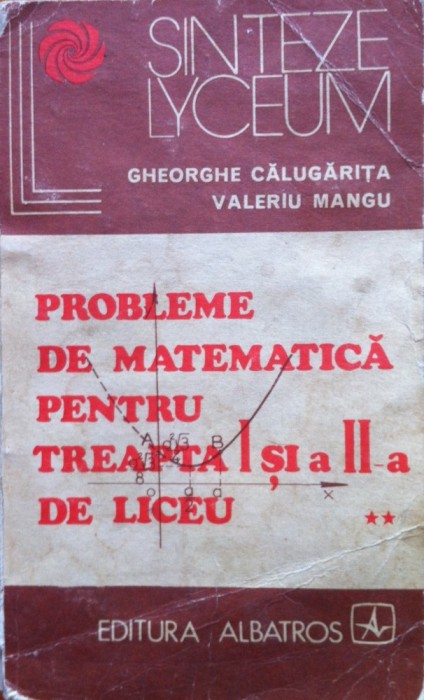 SINTEZE
LYCEUM
GHEORGHE CĂLUGĂRIȚA
VALERIU MANGU
PROBLEME
DE MATEMATICĂ
PENTRU
A B
TREAPTA I ȘI a II-a
o d x
DE LICEU **
EDITURA ALBATROS